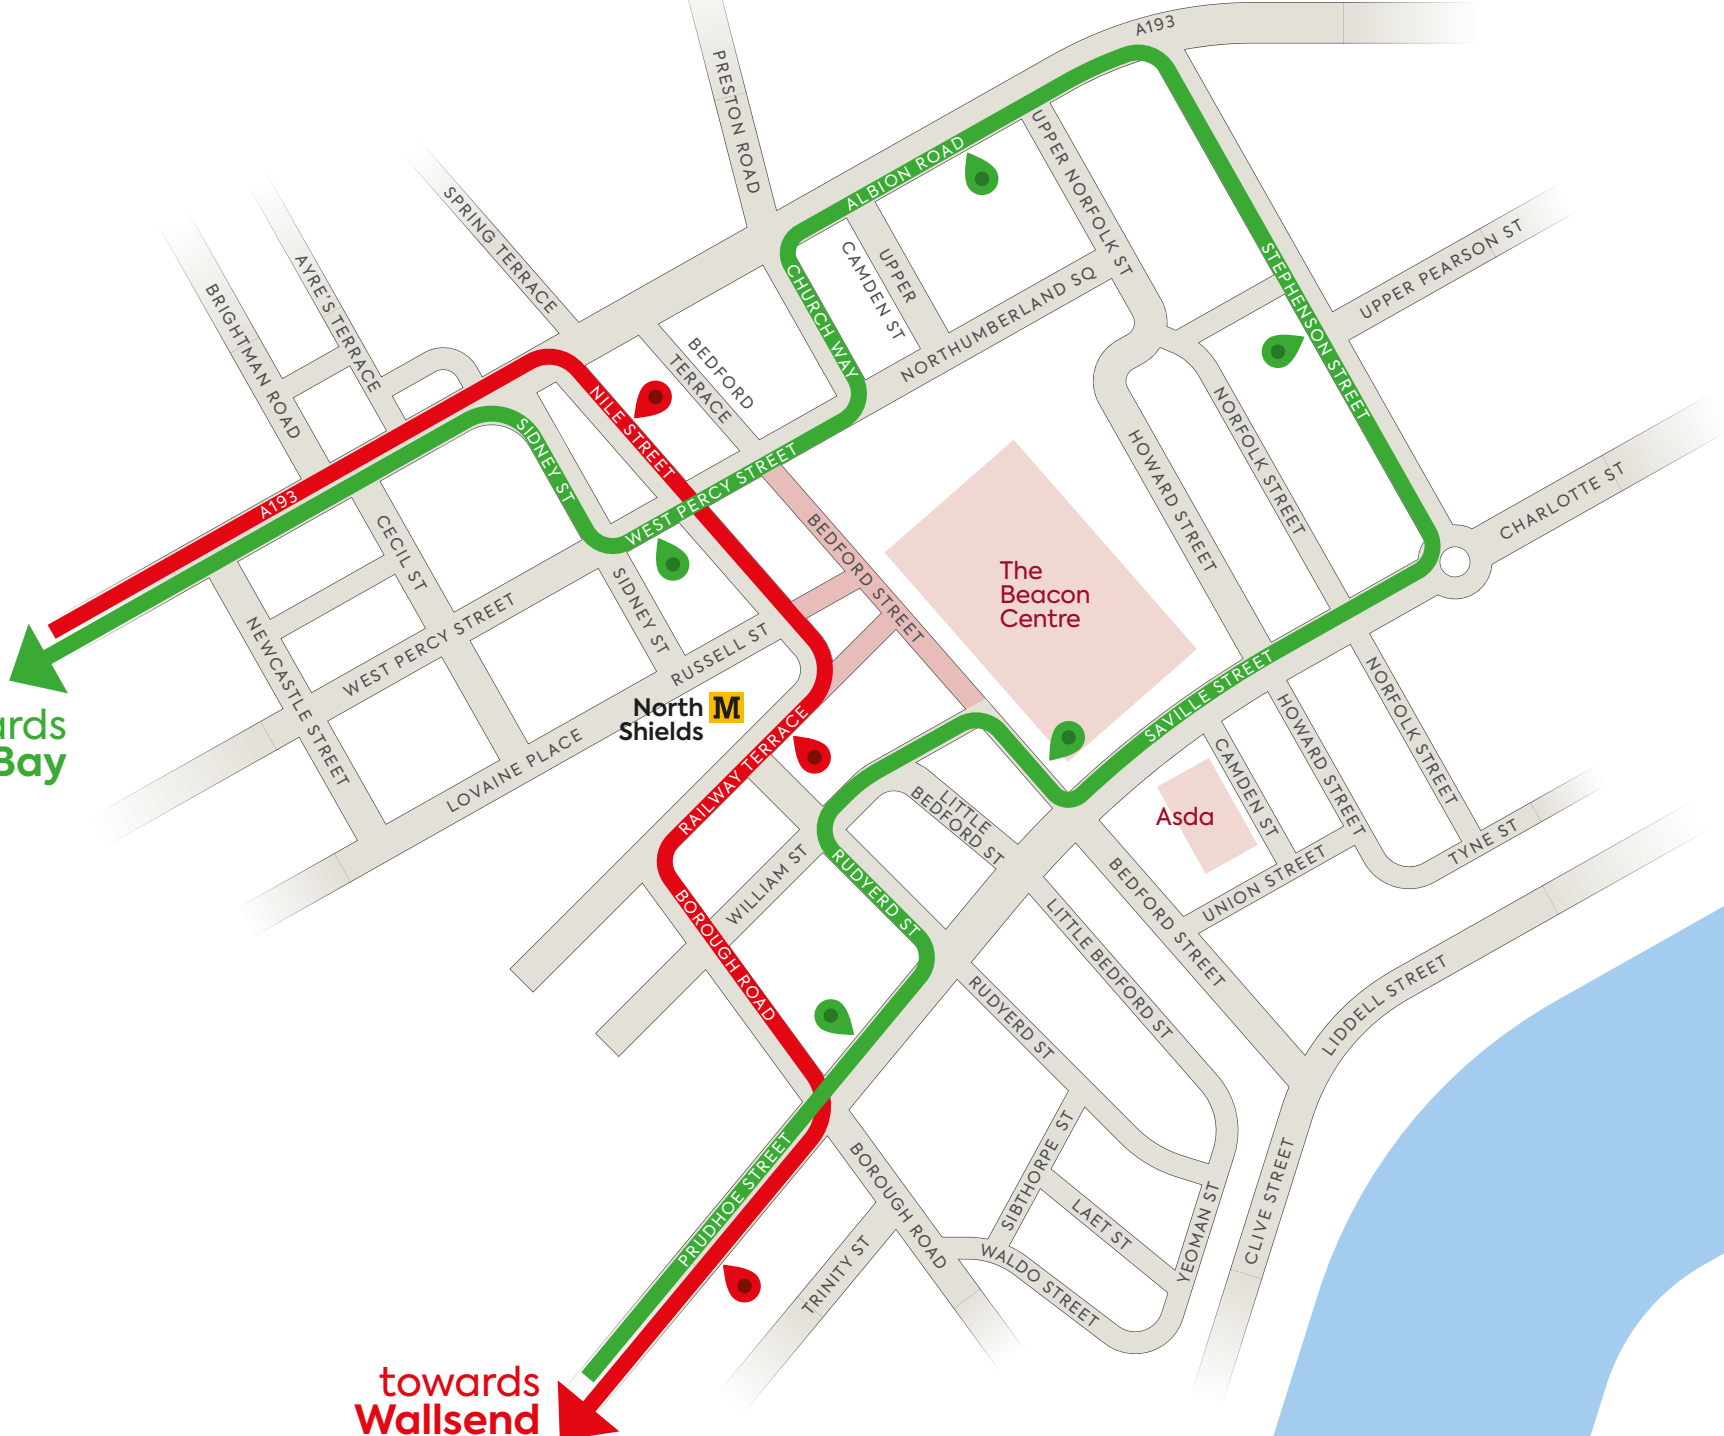 A193
PRESTON ROAD
ALBION ROAD
UPPER NORFOLK ST
SPRING TERRACE
AYRE'S TERRACE
BRIGHTMAN ROAD
CAMDEN ST
UPPER
STEPHENSON STREET
UPPER PEARSON ST
CHURCH WAY
NORTHUMBERLAND SQ
BEDFORD
TERRACE
NILE STREET
SIDNEY ST
A193
WEST PERCY STREET
BEDFORD STREET
HOWARD STREET
NORFOLK STREET
CHARLOTTE ST
CECIL ST
SIDNEY ST
The
Beacon
Centre
NEWCASTLE STREET
WEST PERCY STREET
RUSSELL ST
North
Shields
M
ards
Bay
LOVAINE PLACE
RAILWAY TERRACE
SAVILLE STREET
HOWARD STREET
NORFOLK STREET
CAMDEN ST
Asda
LITTLE
BEDFORD ST
WILLIAM ST
RUDYERD ST
BOROUGH ROAD
BEDFORD STREET
UNION STREET
TYNE ST
LITTLE BEDFORD ST
RUDYERD ST
LIDDELL STREET
PRUDHOE STREET
BOROUGH ROAD
SIBTHORPE ST
LAET ST
YEOMAN ST
CLIVE STREET
TRINITY ST
WALDO STREET
towards
Wallsend